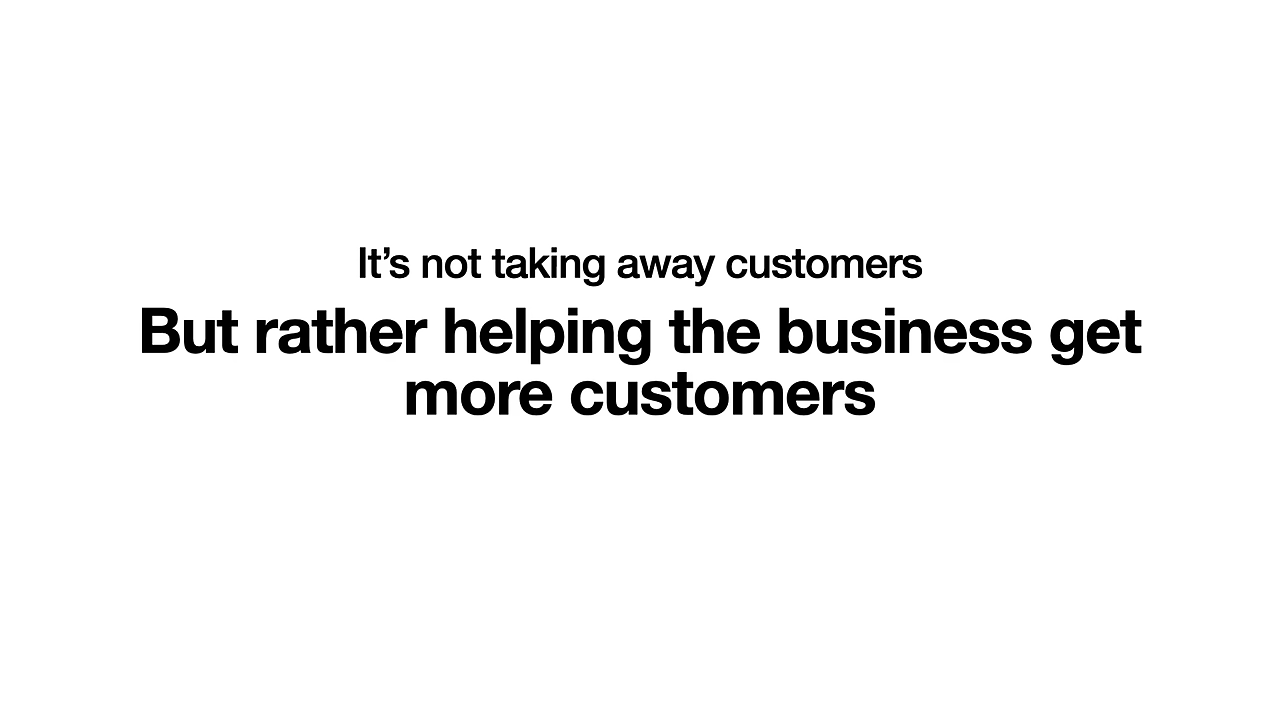 It’s not taking away customers
But rather helping the business get
more customers